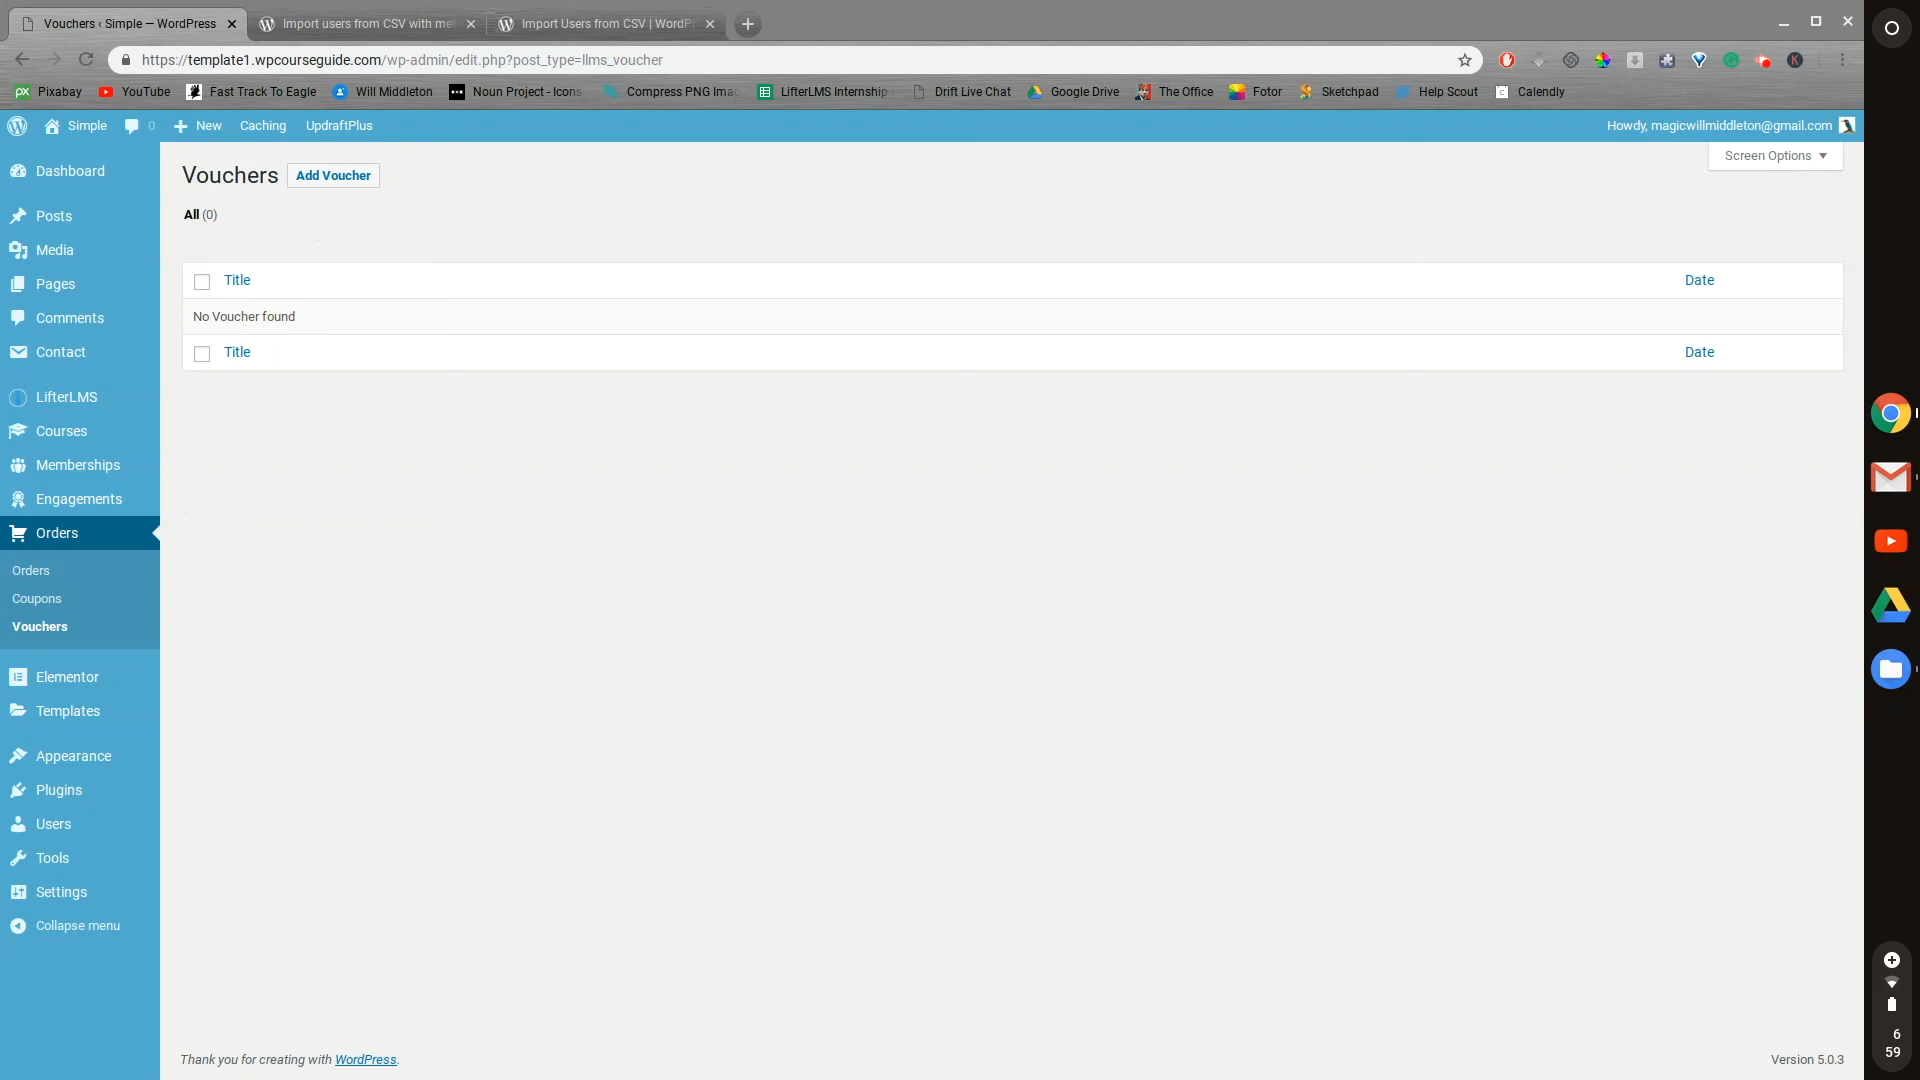 Vouchers ‹ Simple — WordPress
Import users from CSV with me
Import Users from CSV | WordP
https://template1.wpcourseguide.com/wp-admin/edit.php?post_type=llms_voucher
K
px Pixabay
YouTube
Fast Track To Eagle
Will Middleton
Noun Project - Icons
Compress PNG Imag
LifterLMS Internship
Drift Live Chat
Google Drive
The Office
Fotor
Sketchpad
Help Scout
C Calendly
Simple
0
New
Caching
UpdraftPlus
Howdy, magicwillmiddleton@gmail.com
Screen Options
Dashboard
Posts
Media
Pages
Comments
Contact
LifterLMS
Courses
Memberships
Engagements
Orders
Orders
Coupons
Vouchers
Elementor
Templates
Appearance
Plugins
Users
Tools
Settings
Collapse menu
Vouchers
Add Voucher
All (0)
Title
Date
No Voucher found
Title
Date
Thank you for creating with WordPress.
Version 5.0.3
6
59